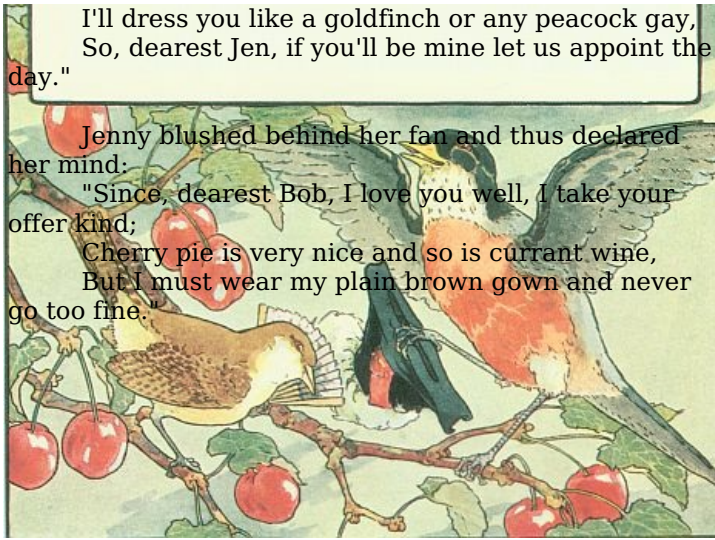 I'll dress you like a goldfinch or any peacock gay,
So, dearest Jen, if you'll be mine let us appoint the
day."
Jenny blushed behind her fan and thus declared
her mind:
"Since, dearest Bob, I love you well, I take your
offer kind;
Cherry pie is very nice and so is currant wine,
But I must wear my plain brown gown and never
go too fine."